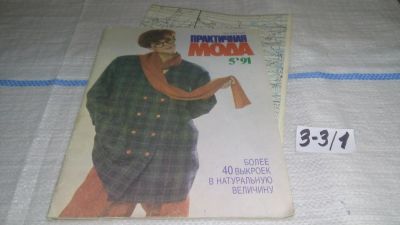 ПРАКТИЧНАЯ
МОДА
5'91
БОЛЕЕ
40 ВЫКРОЕК
В НАТУРАЛЬНУЮ
ВЕЛИЧИНУ
3-3/1